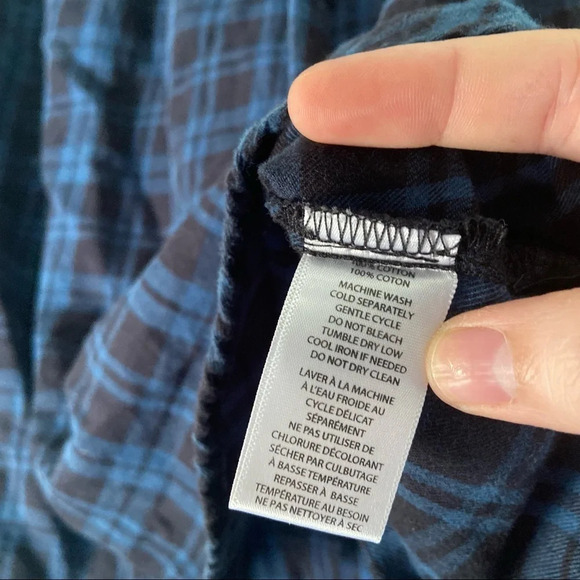 100% COTTON
100% COTON
MACHINE WASH
COLD SEPARATELY
GENTLE CYCLE
DO NOT BLEACH
TUMBLE DRY LOW
COOL IRON IF NEEDED
DO NOT DRY CLEAN
LAVER À LA MACHINE
À L'EAU FROIDE AU
CYCLE DÉLICAT
SÉPARÉMENT
NE PAS UTILISER DE
CHLORURE DÉCOLORANT
SÉCHER PAR CULBUTAGE
À BASSE TEMPÉRATURE
REPASSER À BASSE
TEMPÉRATURE AU BESOIN
NE PAS NETTOYER À SEC